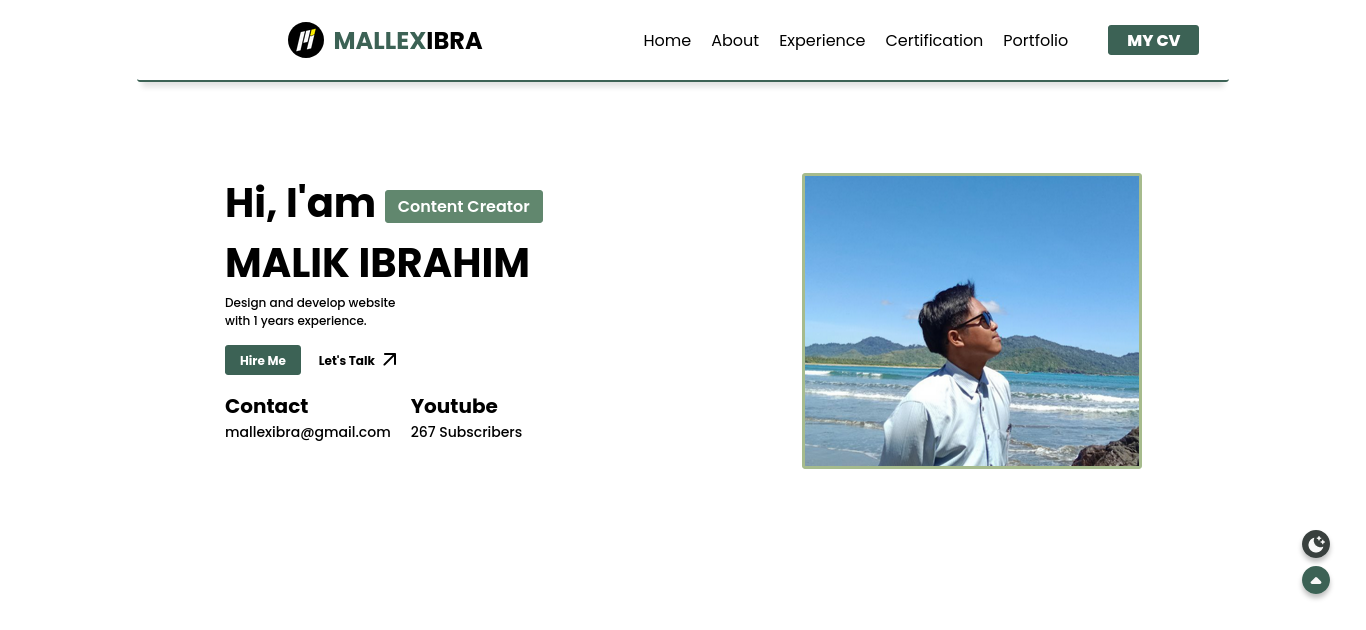 MALLEXIBRA
Home
About
Experience
Certification
Portfolio
MY CV
Hi, I'am
Content Creator
MALIK IBRAHIM
Design and develop website
with 1 years experience.
Hire Me
Let's Talk
Contact
mallexibra@gmail.com
Youtube
267 Subscribers